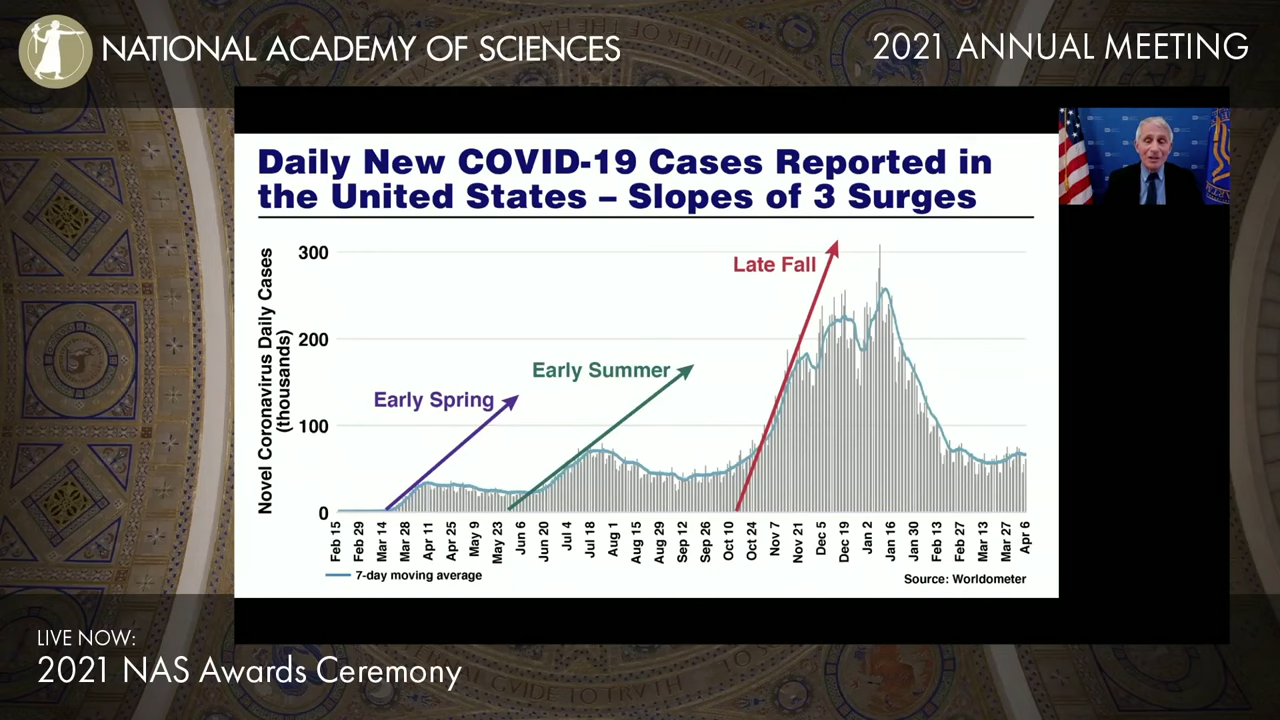 NATIONAL ACADEMY OF SCIENCES
2021 ANNUAL MEETING
Daily New COVID-19 Cases Reported in
the United States – Slopes of 3 Surges
Novel Coronavirus Daily Cases
(thousands)
300
200
100
0
Early Spring
Early Summer
Late Fall
Feb 15
Feb 29
Mar 14
Mar 28
Apr 11
Apr 25
May 9
May 23
Jun 6
Jun 20
Jul 4
Jul 18
Aug 1
Aug 15
Aug 29
Sep 12
Sep 26
Oct 10
Oct 24
Nov 7
Nov 21
Dec 5
Dec 19
Jan 2
Jan 16
Jan 30
Feb 13
Feb 27
Mar 13
Mar 27
Apr 6
7-day moving average
Source: Worldometer
LIVE NOW:
2021 NAS Awards Ceremony
GUIDE TO TRUTH